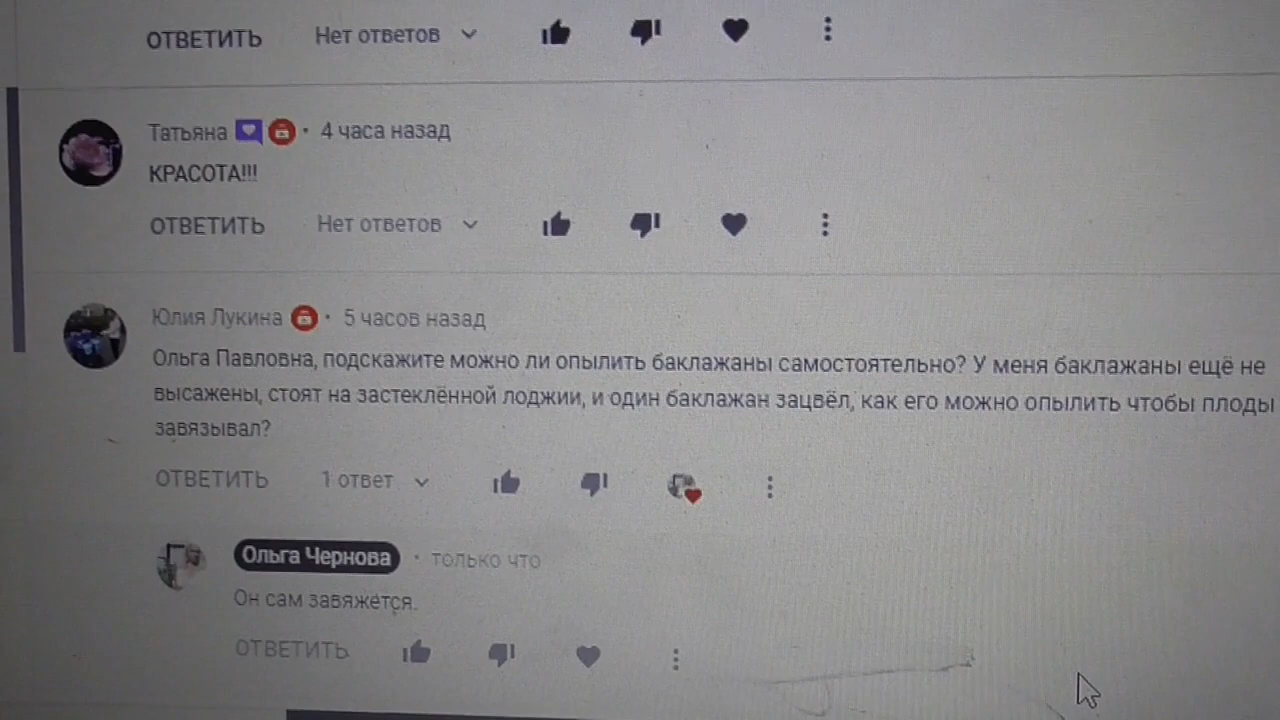 ОТВЕТИТЬ Нет ответов
Татьяна · 4 часа назад
КРАСОТА!!!
ОТВЕТИТЬ Нет ответов
Юлия Лукина · 5 часов назад
Ольга Павловна, подскажите можно ли опылить баклажаны самостоятельно? У меня баклажаны ещё не
высажены, стоят на застеклённой лоджии, и один баклажан зацвёл, как его можно опылить чтобы плоды
завязывал?
ОТВЕТИТЬ 1 ответ
Ольга Чернова · только что
Он сам завяжется.
ОТВЕТИТЬ